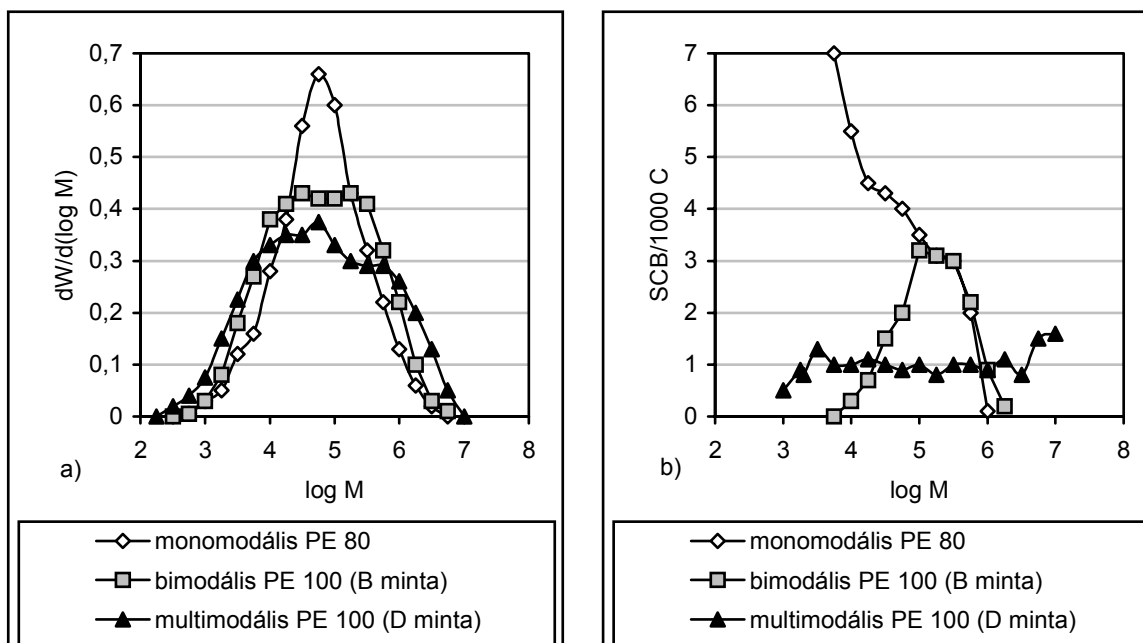 0,7
0,6
0,5
0,4
0,3
0,2
0,1
0
dW/d(log M)
2 3 4 5 6 7 8
a)
log M
monomodális PE 80
bimodális PE 100 (B minta)
multimodális PE 100 (D minta)
7
6
5
4
3
2
1
0
SCB/1000 C
2 3 4 5 6 7 8
b)
log M
monomodális PE 80
bimodális PE 100 (B minta)
multimodális PE 100 (D minta)